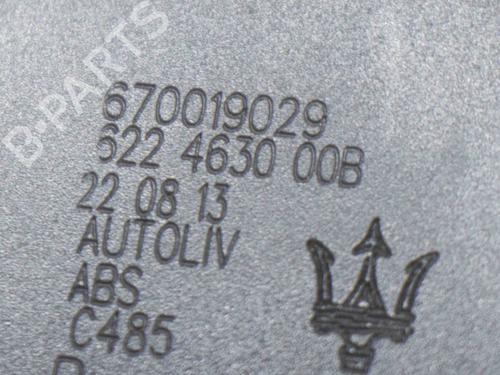 B-PARTS
670019029
622 4630 00B
22 08 13
AUTOLIV
ABS
C485